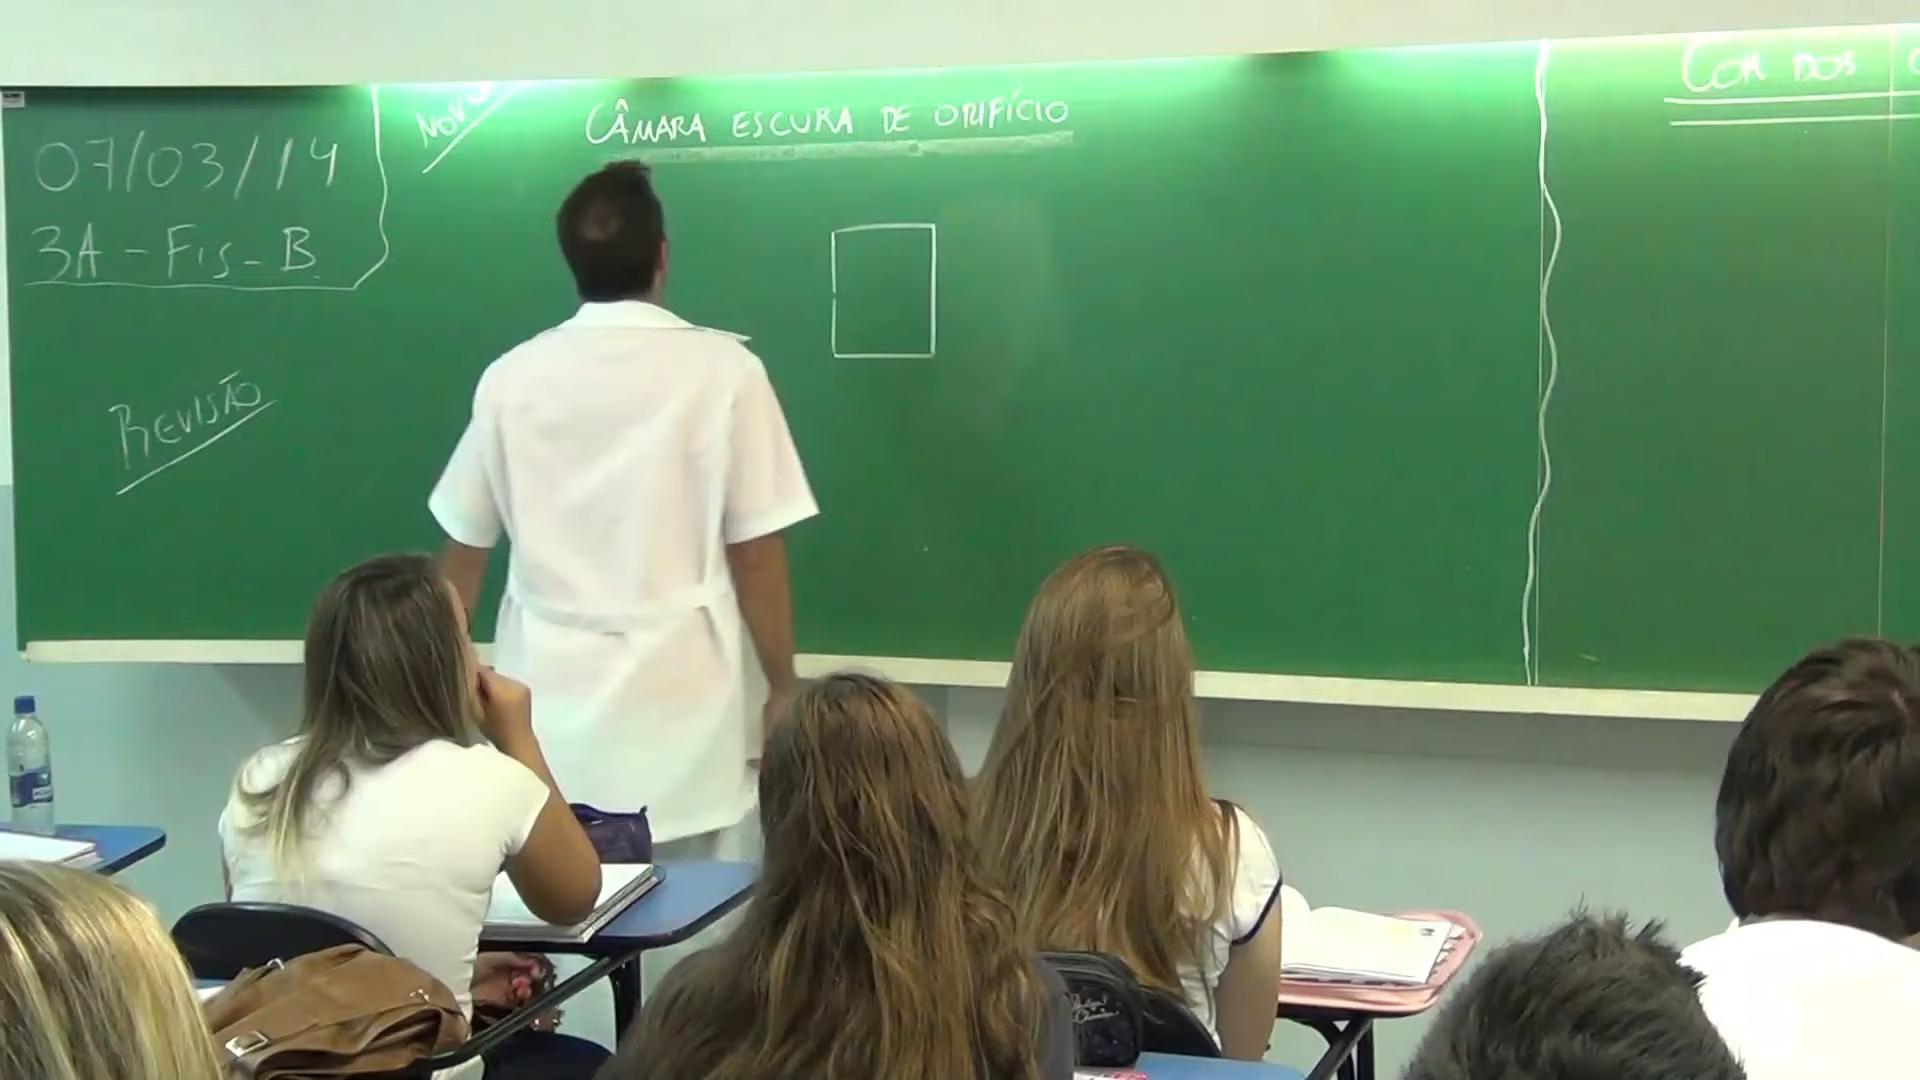 07/03/14
3A - Fis - B
REVISÃO
CÂMARA ESCURA DE ORIFÍCIO
COR DOS